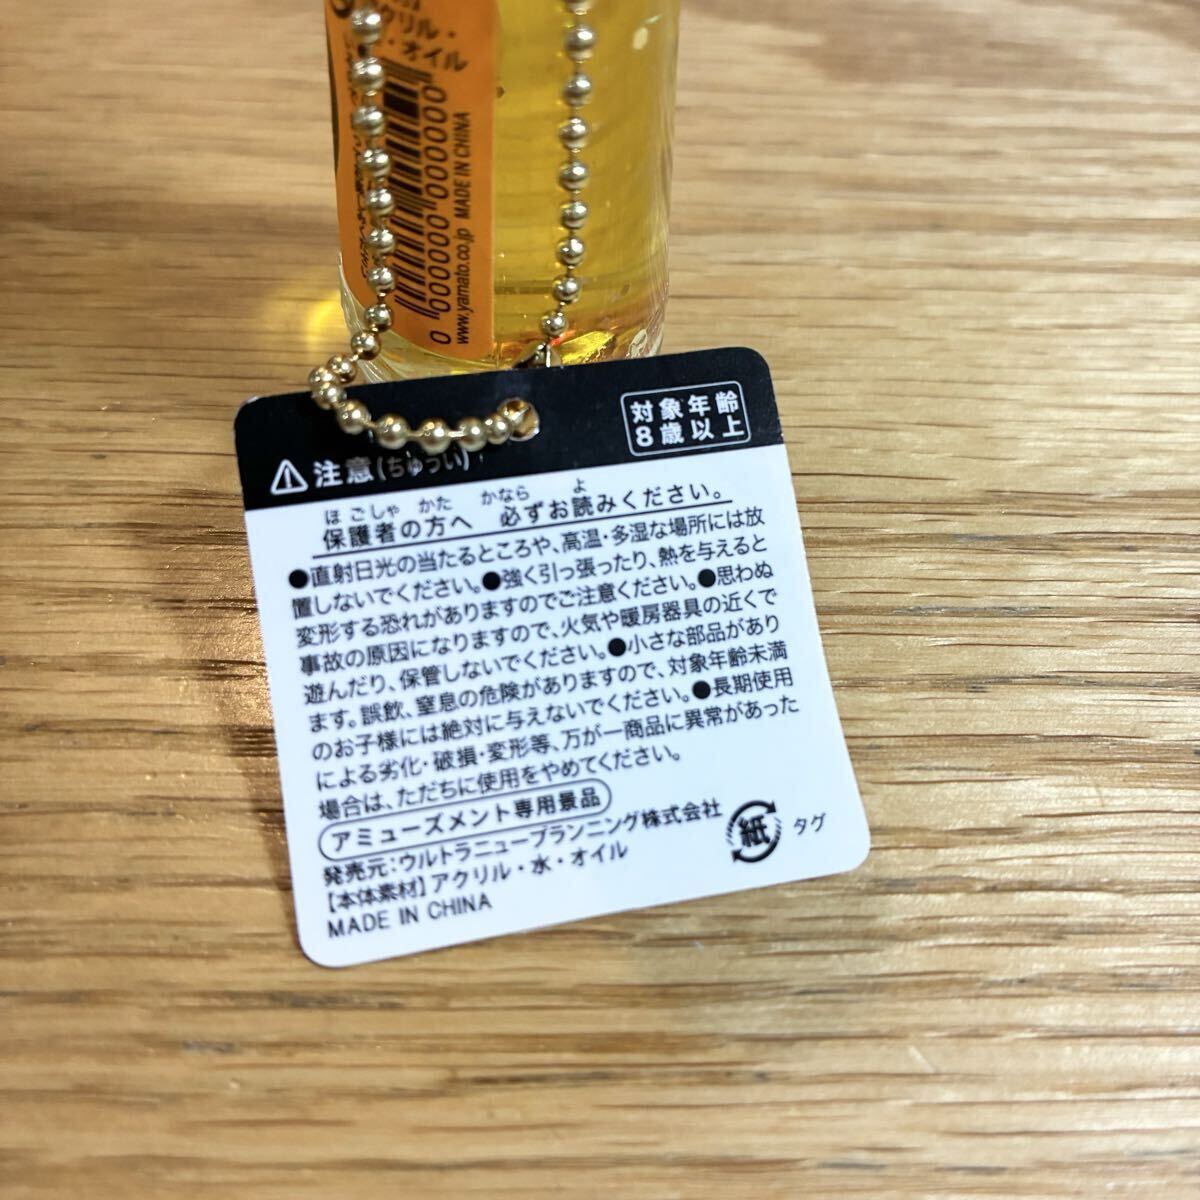 クリル・
・オイル
0 000000 000000
www.yamato.co.jp MADE IN CHINA
対象年齢
8歳以上
注意(ちゅうい)
ほごしゃ かた かなら よ
保護者の方へ 必ずお読みください。
●直射日光の当たるところや、高温・多湿な場所には放
置しないでください。●強く引っ張ったり、熱を与えると
変形する恐れがありますのでご注意ください。●思わぬ
事故の原因になりますので、火気や暖房器具の近くで
遊んだり、保管しないでください。●小さな部品があり
ます。誤飲、窒息の危険がありますので、対象年齢未満
のお子様には絶対に与えないでください。●長期使用
による劣化・破損・変形等、万が一商品に異常があった
場合は、ただちに使用をやめてください。
アミューズメント専用景品
発売元:ウルトラニュープランニング株式会社
【本体素材】アクリル・水・オイル
MADE IN CHINA
紙 タグ